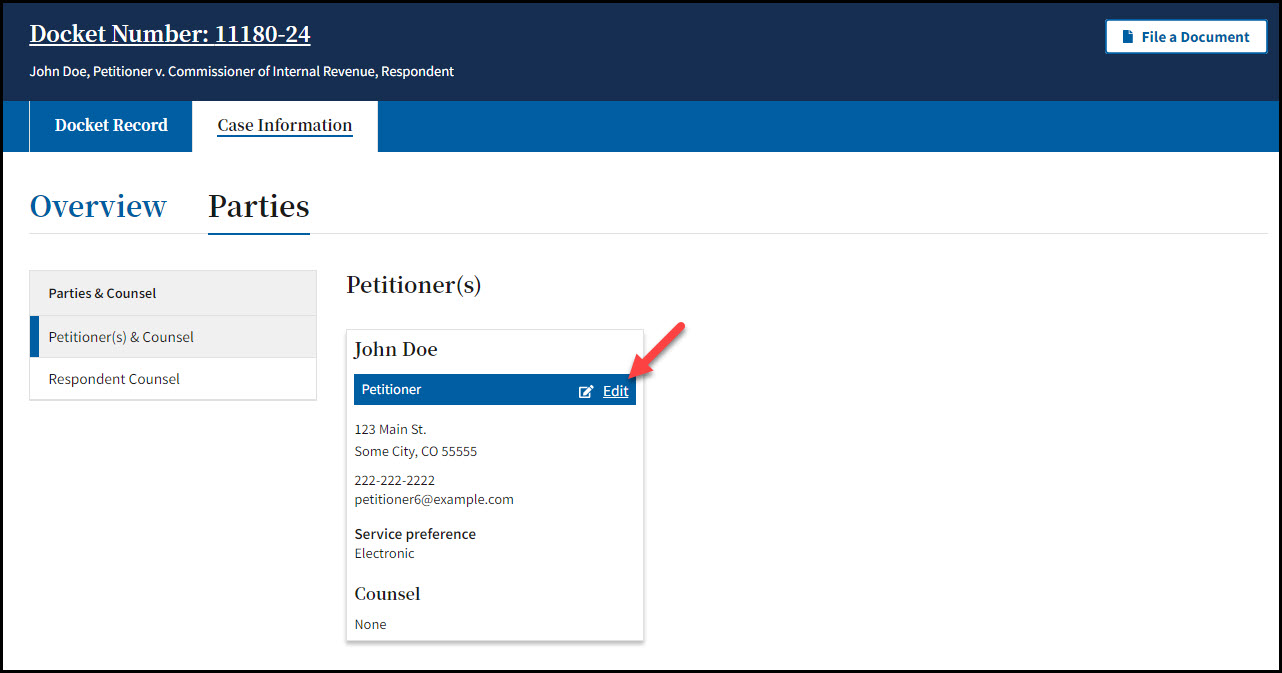 Docket Number: 11180-24
File a Document
John Doe, Petitioner v. Commissioner of Internal Revenue, Respondent
Docket Record
Case Information
Overview
Parties
Parties & Counsel
Petitioner(s) & Counsel
Respondent Counsel
Petitioner(s)
John Doe
Petitioner
Edit
123 Main St.
Some City, CO 55555
222-222-2222
petitioner6@example.com
Service preference
Electronic
Counsel
None